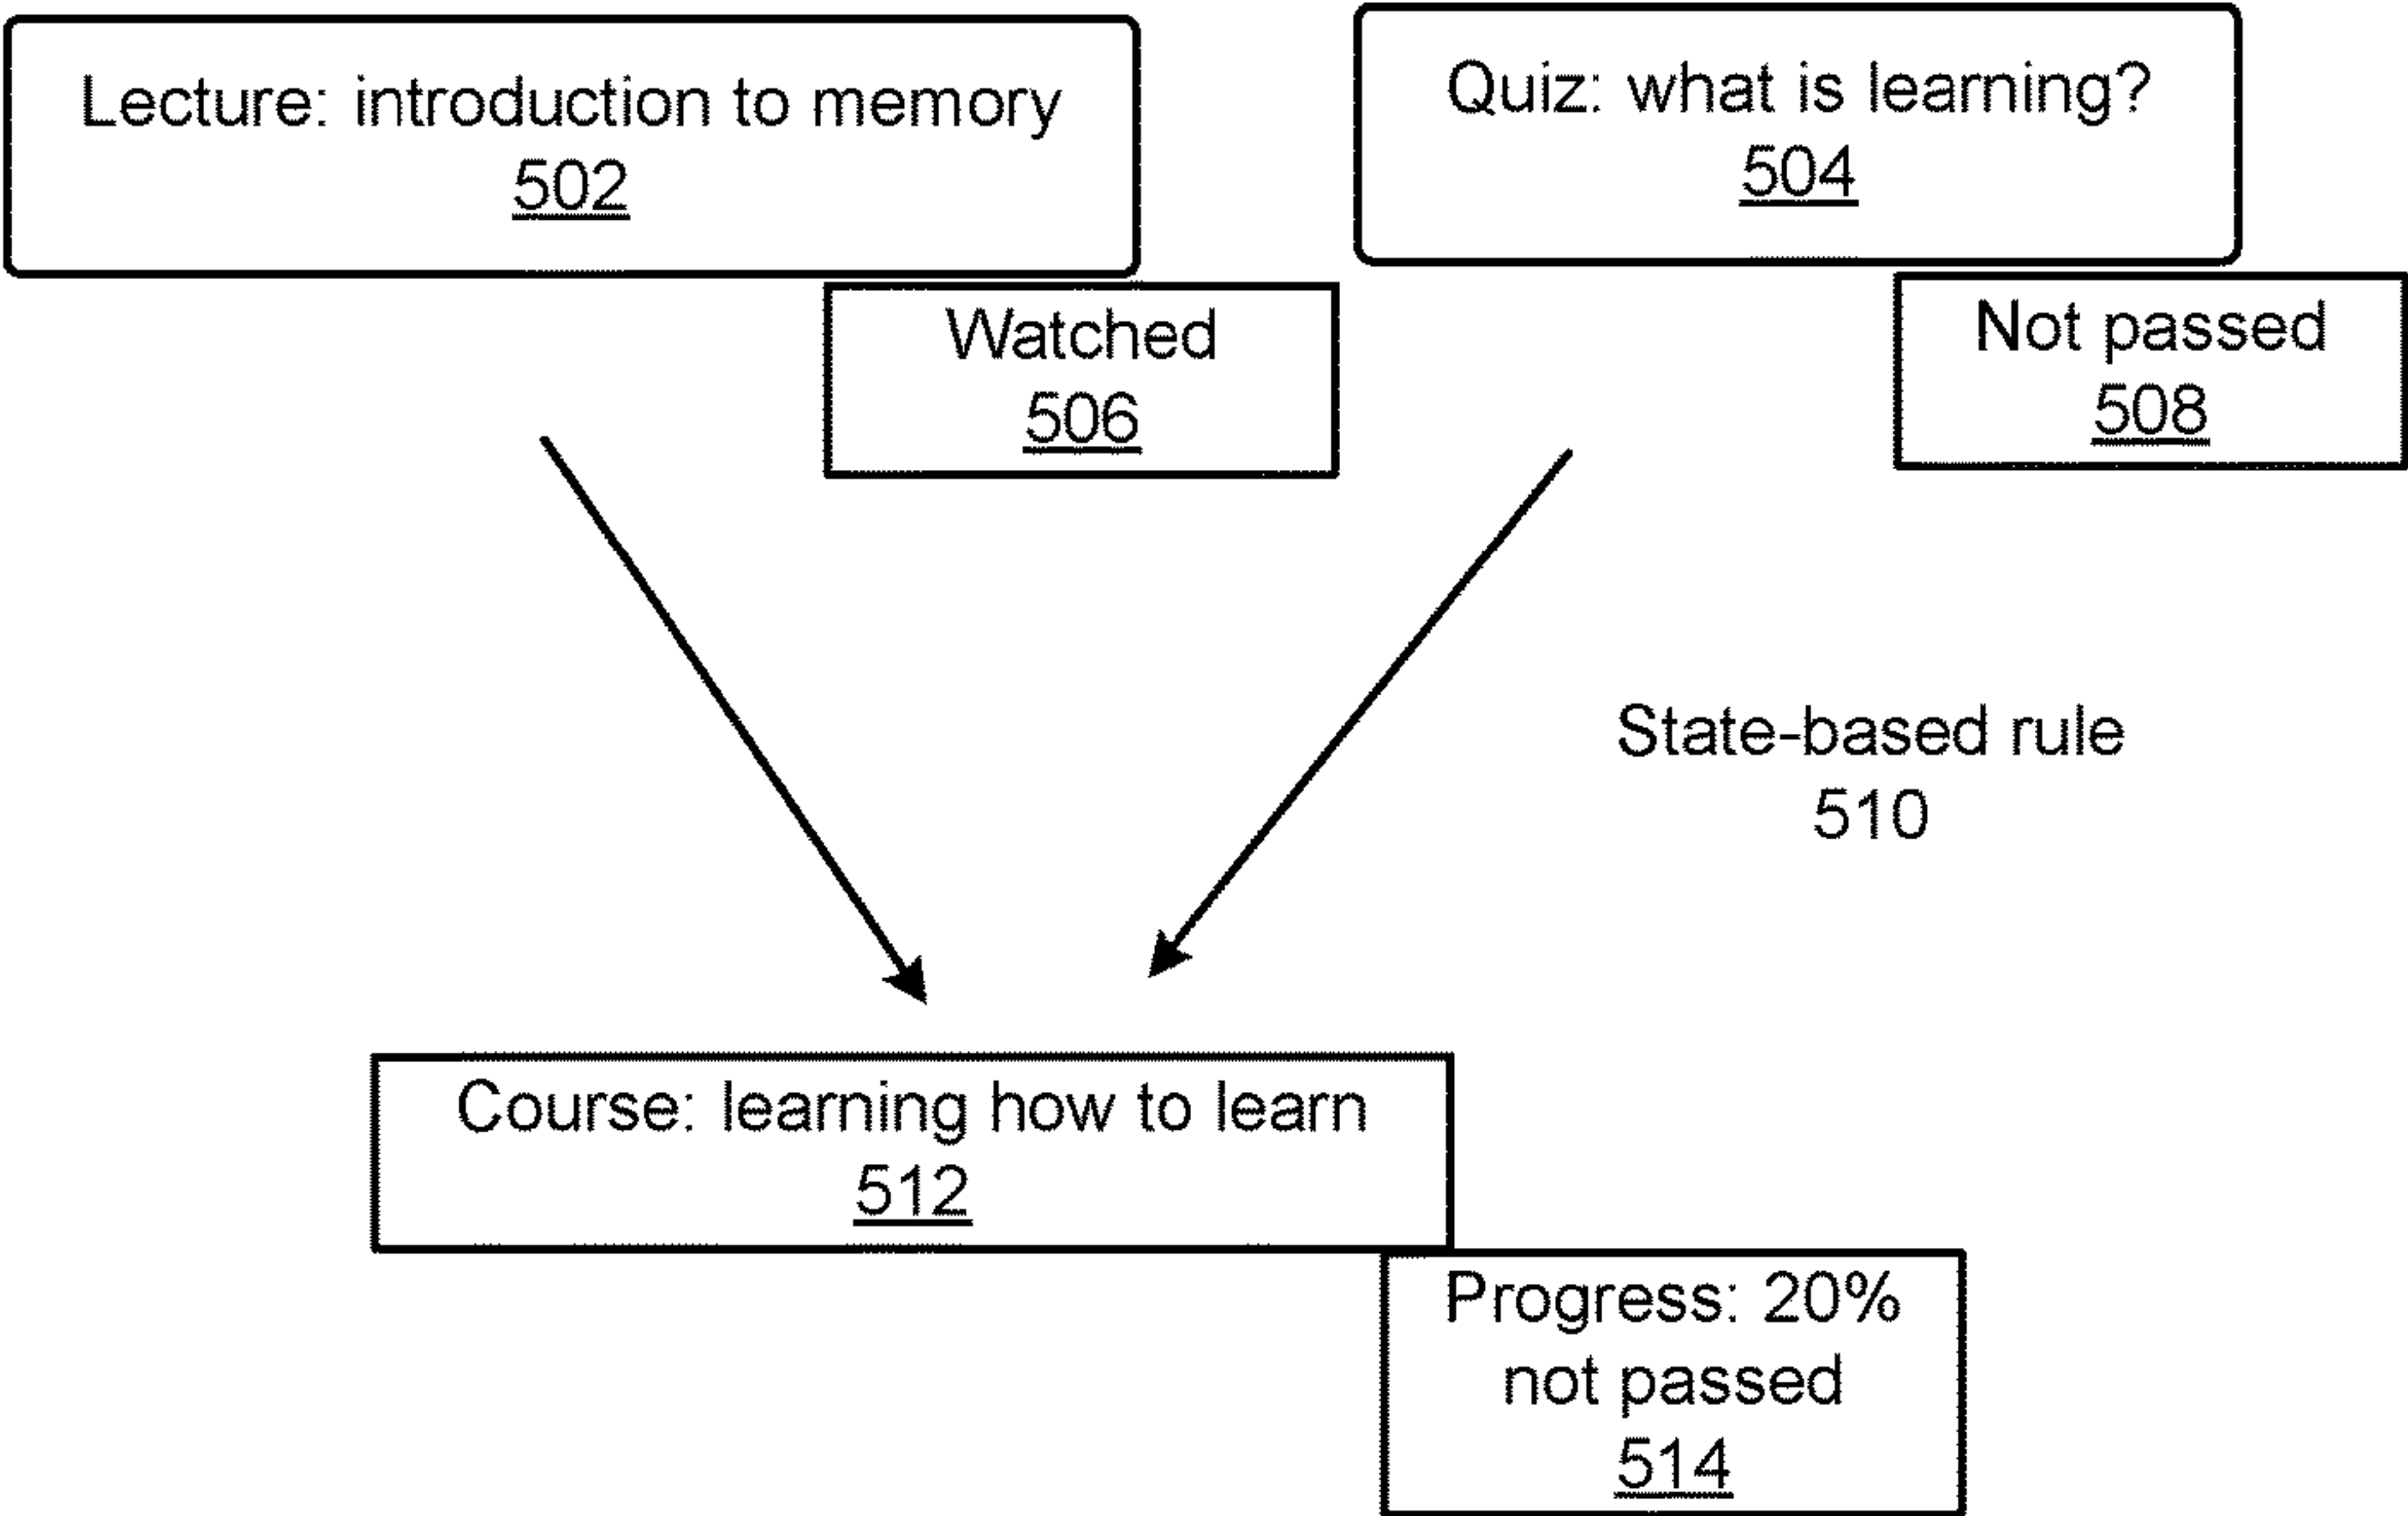 Lecture: introduction to memory
502
Quiz: what is learning?
504
Watched
506
Not passed
508
State-based rule
510
Course: learning how to learn
512
Progress: 20%
not passed
514